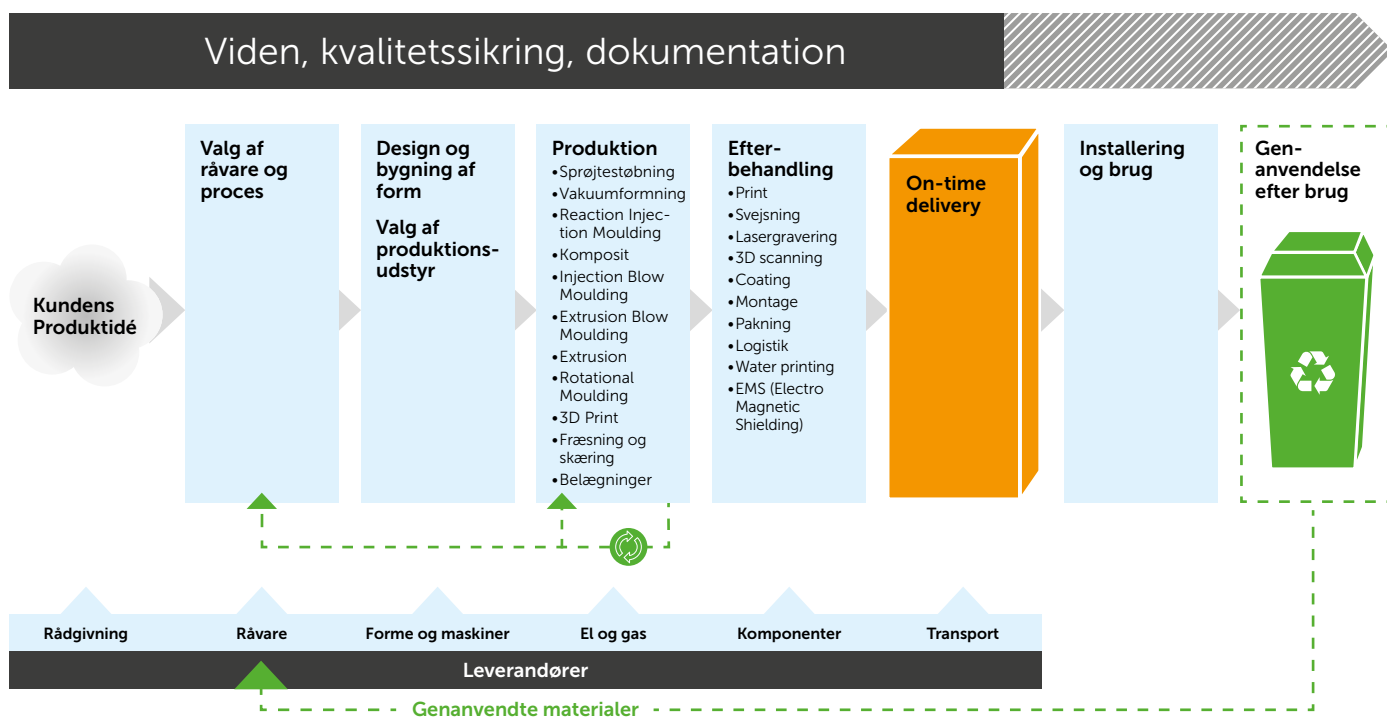 Viden, kvalitetssikring, dokumentation
Kundens
Produktidé
Valg af
råvare og
proces
Design og
bygning af
form
Valg af
produktions-
udstyr
Produktion
•Sprøjtestøbning
•Vakuumformning
•Reaction Injec-
tion Moulding
•Komposit
•Injection Blow
Moulding
•Extrusion Blow
Moulding
•Extrusion
•Rotational
Moulding
•3D Print
•Fræsning og
skæring
•Belægninger
Efter-
behandling
•Print
•Svejsning
•Lasergravering
•3D scanning
•Coating
•Montage
•Pakning
•Logistik
•Water printing
•EMS (Electro
Magnetic
Shielding)
On-time
delivery
Installering
og brug
Gen-
anvendelse
efter brug
Rådgivning
Råvare
Forme og maskiner
El og gas
Komponenter
Transport
Leverandører
Genanvendte materialer